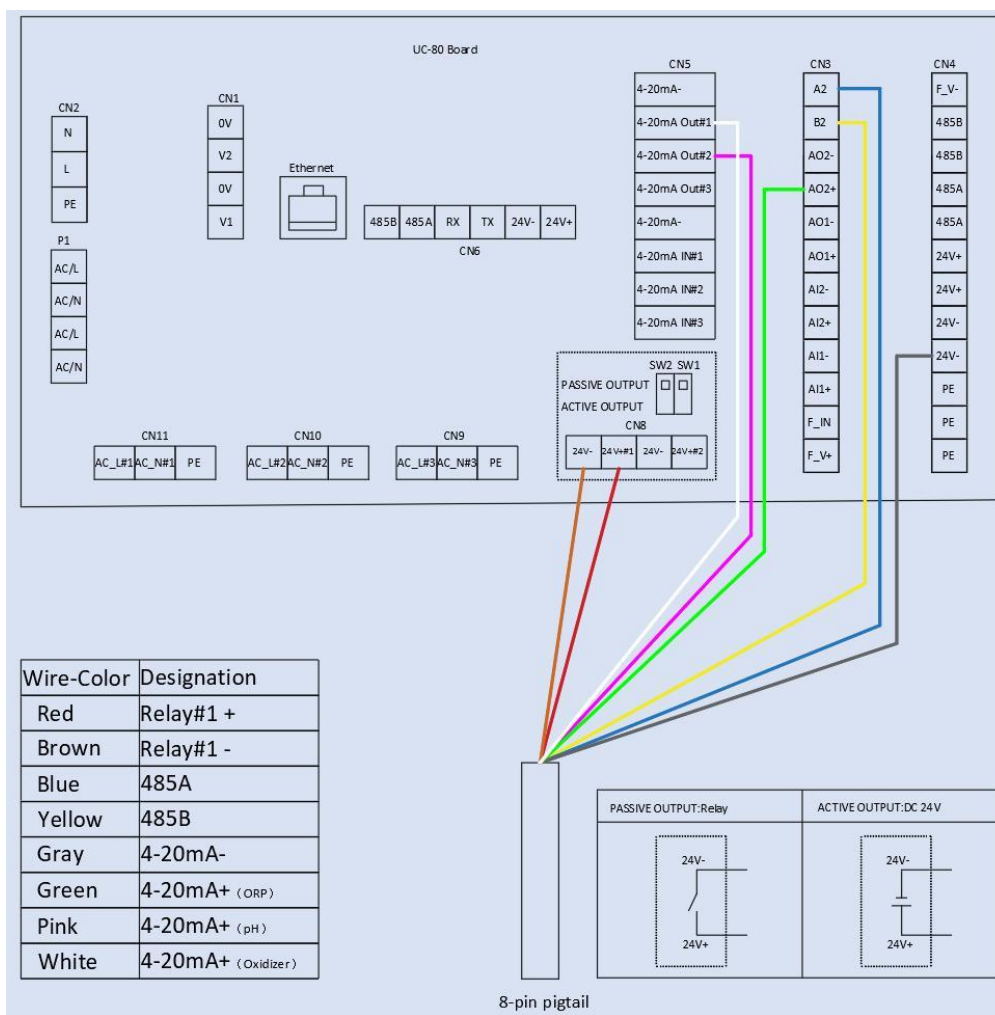 UC-80 Board
CN2
N
L
PE
P1
AC/L
AC/N
AC/L
AC/N
CN1
0V
V2
0V
V1
Ethernet
485B 485A RX TX 24V- 24V+
CN6
CN5
4-20mA-
4-20mA Out#1
4-20mA Out#2
4-20mA Out#3
4-20mA-
4-20mA IN#1
4-20mA IN#2
4-20mA IN#3
CN3
A2
B2
AO2-
AO2+
AO1-
AO1+
AI2-
AI2+
AI1-
AI1+
F_IN
F_V+
CN4
F_V-
485B
485B
485A
485A
24V+
24V+
24V-
24V-
PE
PE
PE
SW2 SW1
PASSIVE OUTPUT
ACTIVE OUTPUT
CN8
24V- 24V+#1 24V- 24V+#2
CN11
AC_L#1 AC_N#1 PE
CN10
AC_L#2 AC_N#2 PE
CN9
AC_L#3 AC_N#3 PE
Wire-Color Designation
Red Relay#1 +
Brown Relay#1 -
Blue 485A
Yellow 485B
Gray 4-20mA-
Green 4-20mA+ (ORP)
Pink 4-20mA+ (pH)
White 4-20mA+ (Oxidizer)
8-pin pigtail
PASSIVE OUTPUT:Relay
24V-
24V+
ACTIVE OUTPUT:DC 24V
24V-
24V+